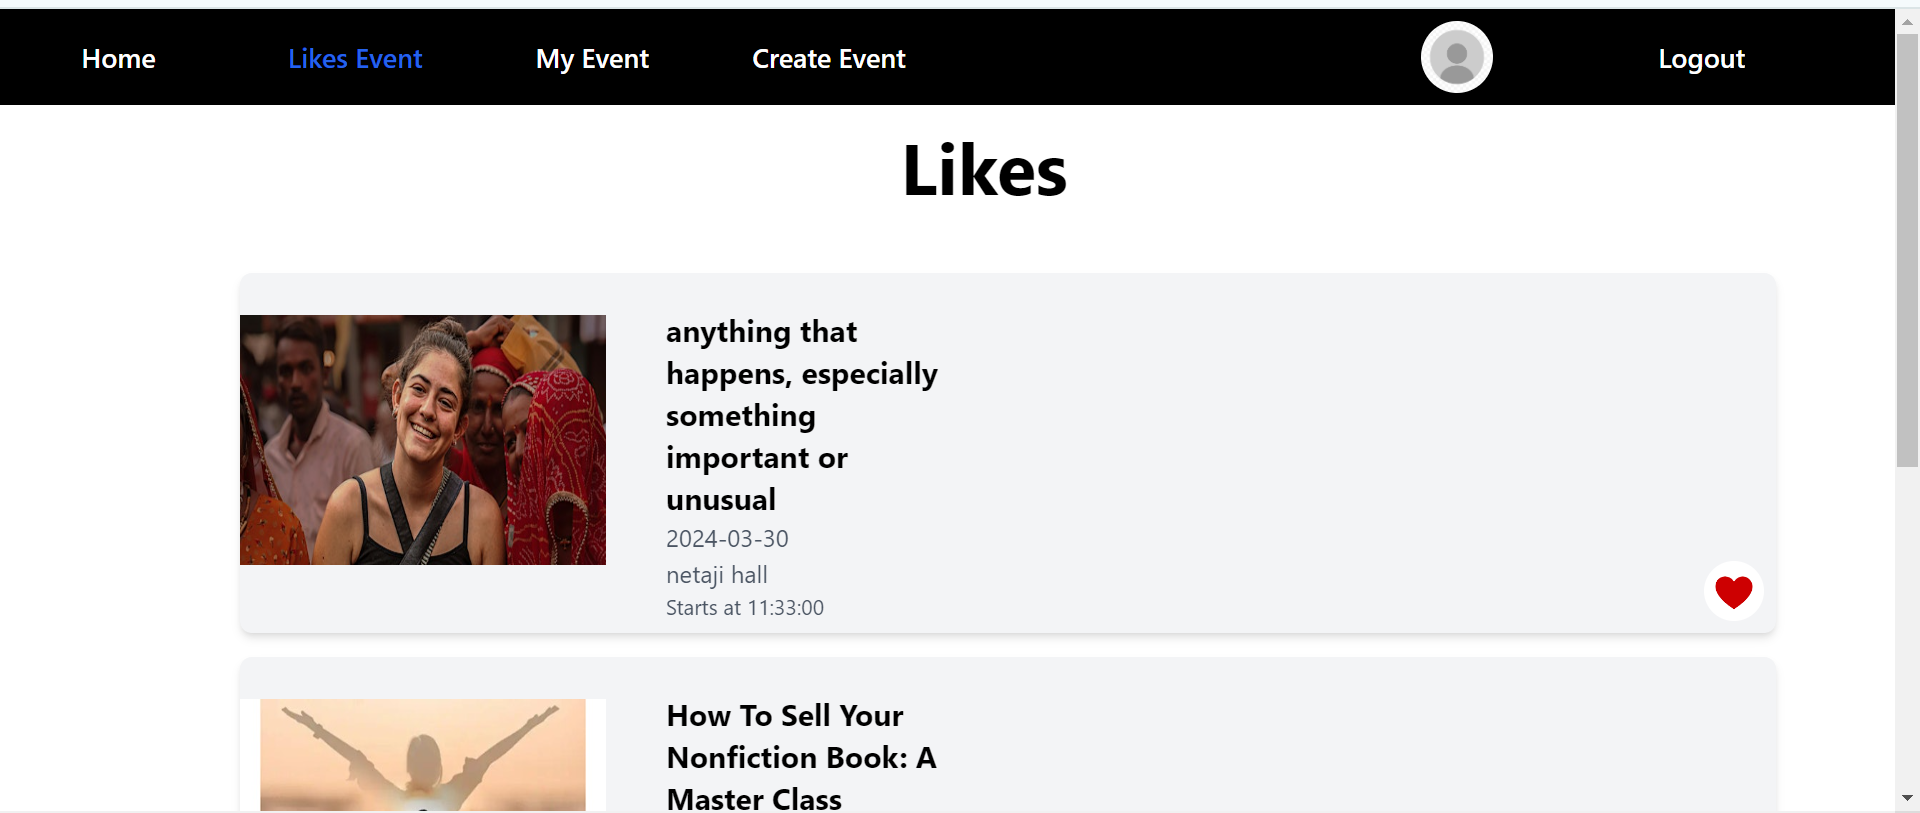 Home Likes Event My Event Create Event Logout
Likes
anything that
happens, especially
something
important or
unusual
2024-03-30
netaji hall
Starts at 11:33:00
How To Sell Your
Nonfiction Book: A
Master Class